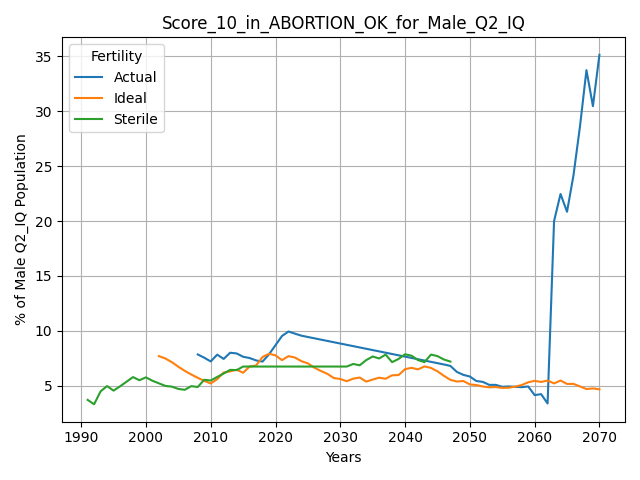 Score_10_in_ABORTION_OK_for_Male_Q2_IQ
Fertility
Actual
Ideal
Sterile
% of Male Q2_IQ Population
35
30
25
20
15
10
5
1990 2000 2010 2020 2030 2040 2050 2060 2070
Years